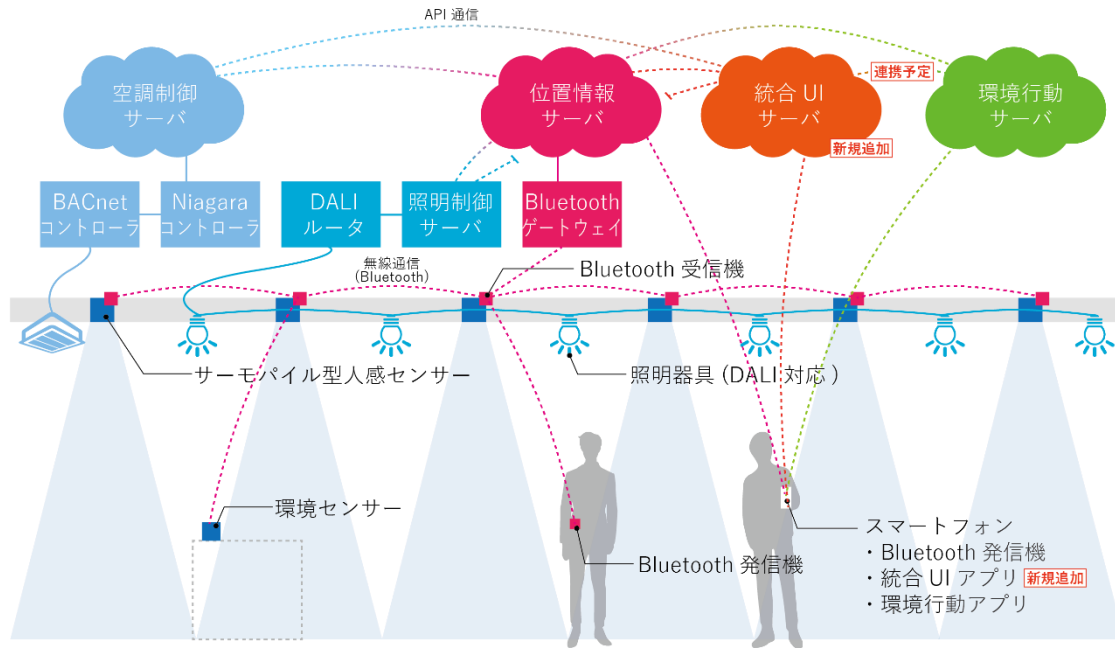 API 通信
空調制御
サーバ
位置情報
サーバ
統合 UI
サーバ
新規追加
連携予定
環境行動
サーバ
BACnet
コントローラ
Niagara
コントローラ
DALI
ルータ
照明制御
サーバ
Bluetooth
ゲートウェイ
無線通信
(Bluetooth)
Bluetooth 受信機
サーモパイル型人感センサー
照明器具 (DALI 対応 )
環境センサー
Bluetooth 発信機
スマートフォン
・Bluetooth 発信機
・統合 UI アプリ 新規追加
・環境行動アプリ